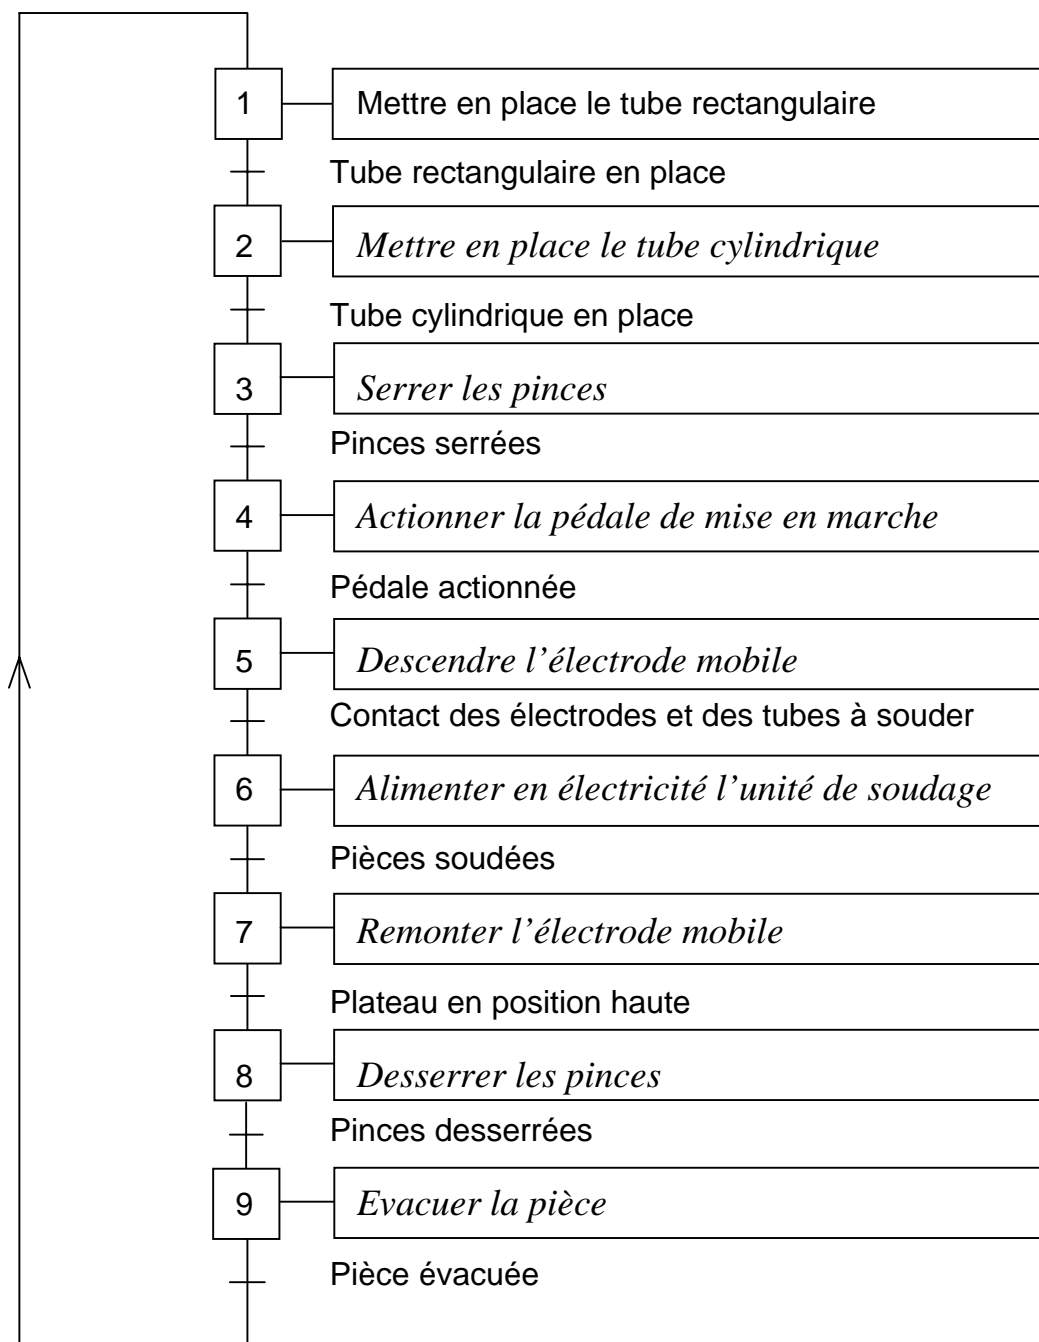 1 Mettre en place le tube rectangulaire
Tube rectangulaire en place
2 Mettre en place le tube cylindrique
Tube cylindrique en place
3 Serrer les pinces
Pinces serrées
4 Actionner la pédale de mise en marche
Pédale actionnée
5 Descendre l'électrode mobile
Contact des électrodes et des tubes à souder
6 Alimenter en électricité l'unité de soudage
Pièces soudées
7 Remonter l'électrode mobile
Plateau en position haute
8 Desserrer les pinces
Pinces desserrées
9 Evacuer la pièce
Pièce évacuée